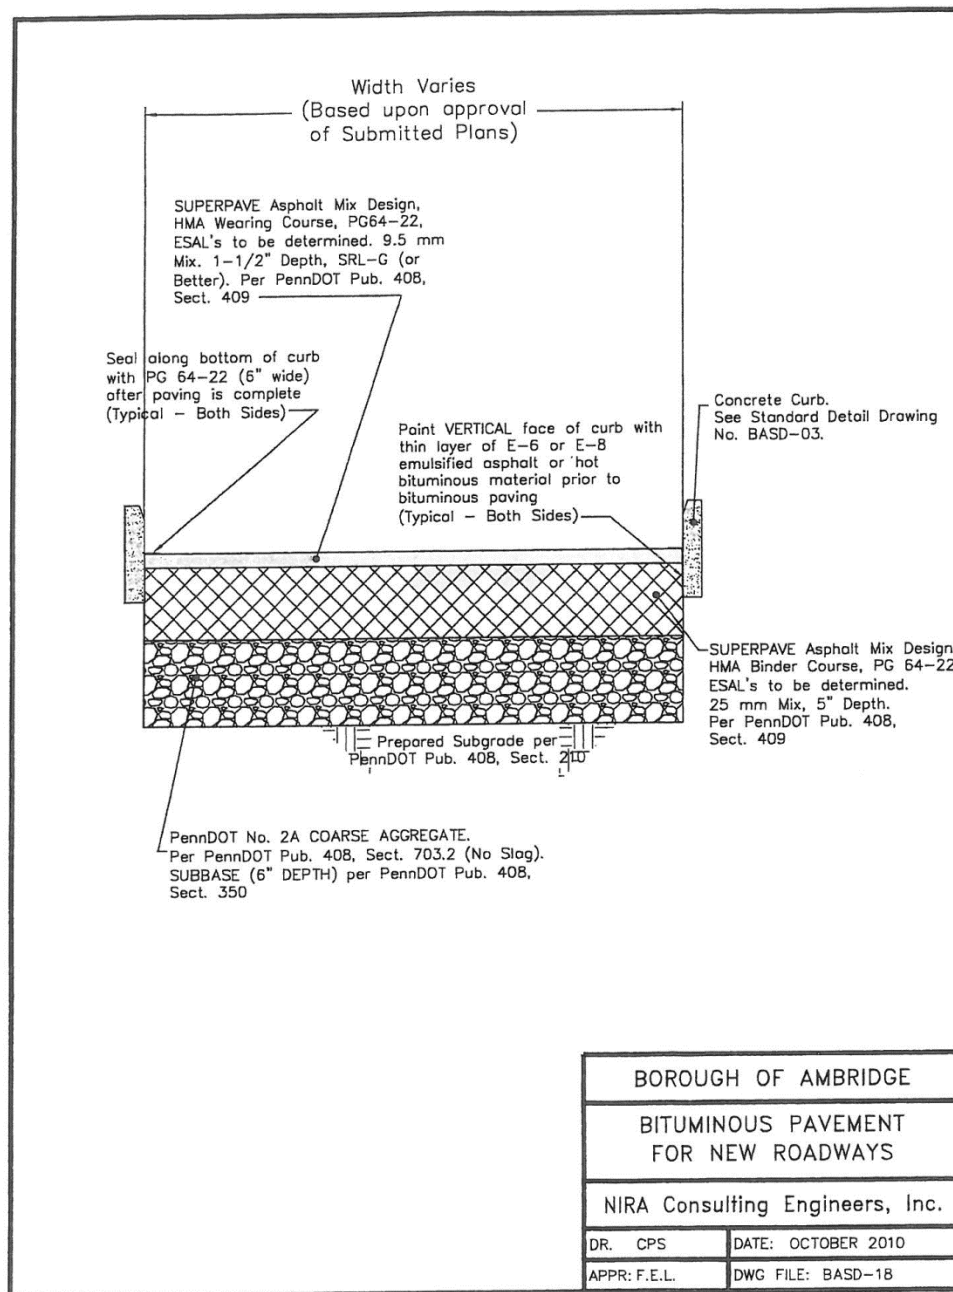 Width Varies
(Based upon approval
of Submitted Plans)
SUPERPAVE Asphalt Mix Design,
HMA Wearing Course, PG64-22,
ESAL's to be determined. 9.5 mm
Mix. 1-1/2" Depth, SRL-G (or
Better). Per PennDOT Pub. 408,
Sect. 409
Seal along bottom of curb
with PG 64-22 (6" wide)
after paving is complete
(Typical - Both Sides)
Paint VERTICAL face of curb with
thin layer of E-6 or E-8
emulsified asphalt or hot
bituminous material prior to
bituminous paving
(Typical - Both Sides)
Concrete Curb.
See Standard Detail Drawing
No. BASD-03.
SUPERPAVE Asphalt Mix Design
HMA Binder Course, PG 64-22
ESAL's to be determined.
25 mm Mix, 5" Depth.
Per PennDOT Pub. 408,
Sect. 409
Prepared Subgrade per
PennDOT Pub. 408, Sect. 210
PennDOT No. 2A COARSE AGGREGATE.
Per PennDOT Pub. 408, Sect. 703.2 (No Slag).
SUBBASE (6" DEPTH) per PennDOT Pub. 408,
Sect. 350
BOROUGH OF AMBRIDGE
BITUMINOUS PAVEMENT
FOR NEW ROADWAYS
NIRA Consulting Engineers, Inc.
DR. CPS
DATE: OCTOBER 2010
APPR: F.E.L.
DWG FILE: BASD-18